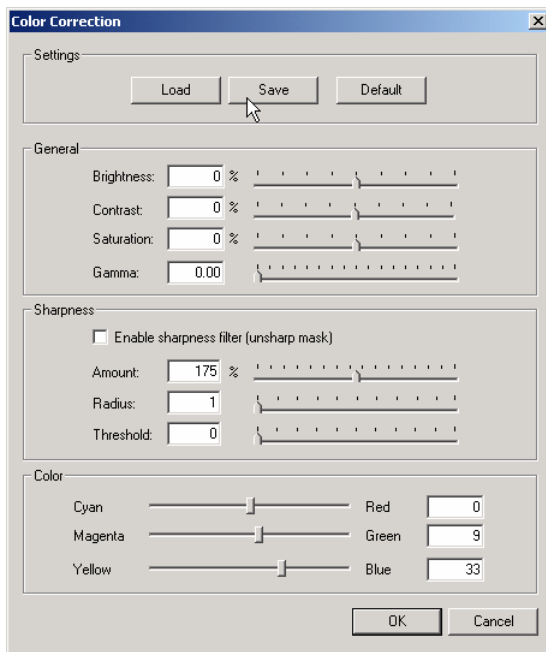 Color Correction
Settings
Load Save Default
General
Brightness: 0 %
Contrast: 0 %
Saturation: 0 %
Gamma: 0.00
Sharpness
Enable sharpness filter (unsharp mask)
Amount: 175 %
Radius: 1
Threshold: 0
Color
Cyan Red 0
Magenta Green 9
Yellow Blue 33
OK Cancel